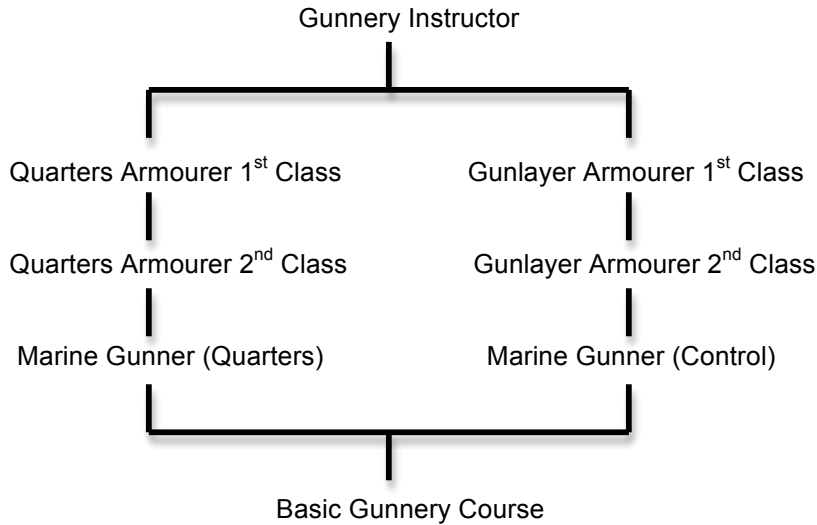 Gunnery Instructor
Quarters Armourer 1st Class
Gunlayer Armourer 1st Class
Quarters Armourer 2nd Class
Gunlayer Armourer 2nd Class
Marine Gunner (Quarters)
Marine Gunner (Control)
Basic Gunnery Course